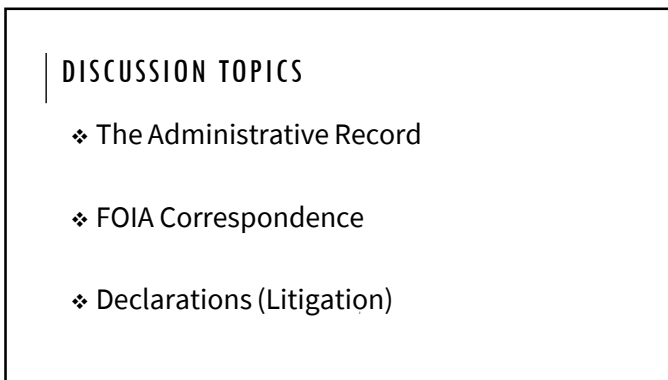 DISCUSSION TOPICS
❖ The Administrative Record
❖ FOIA Correspondence
❖ Declarations (Litigation)